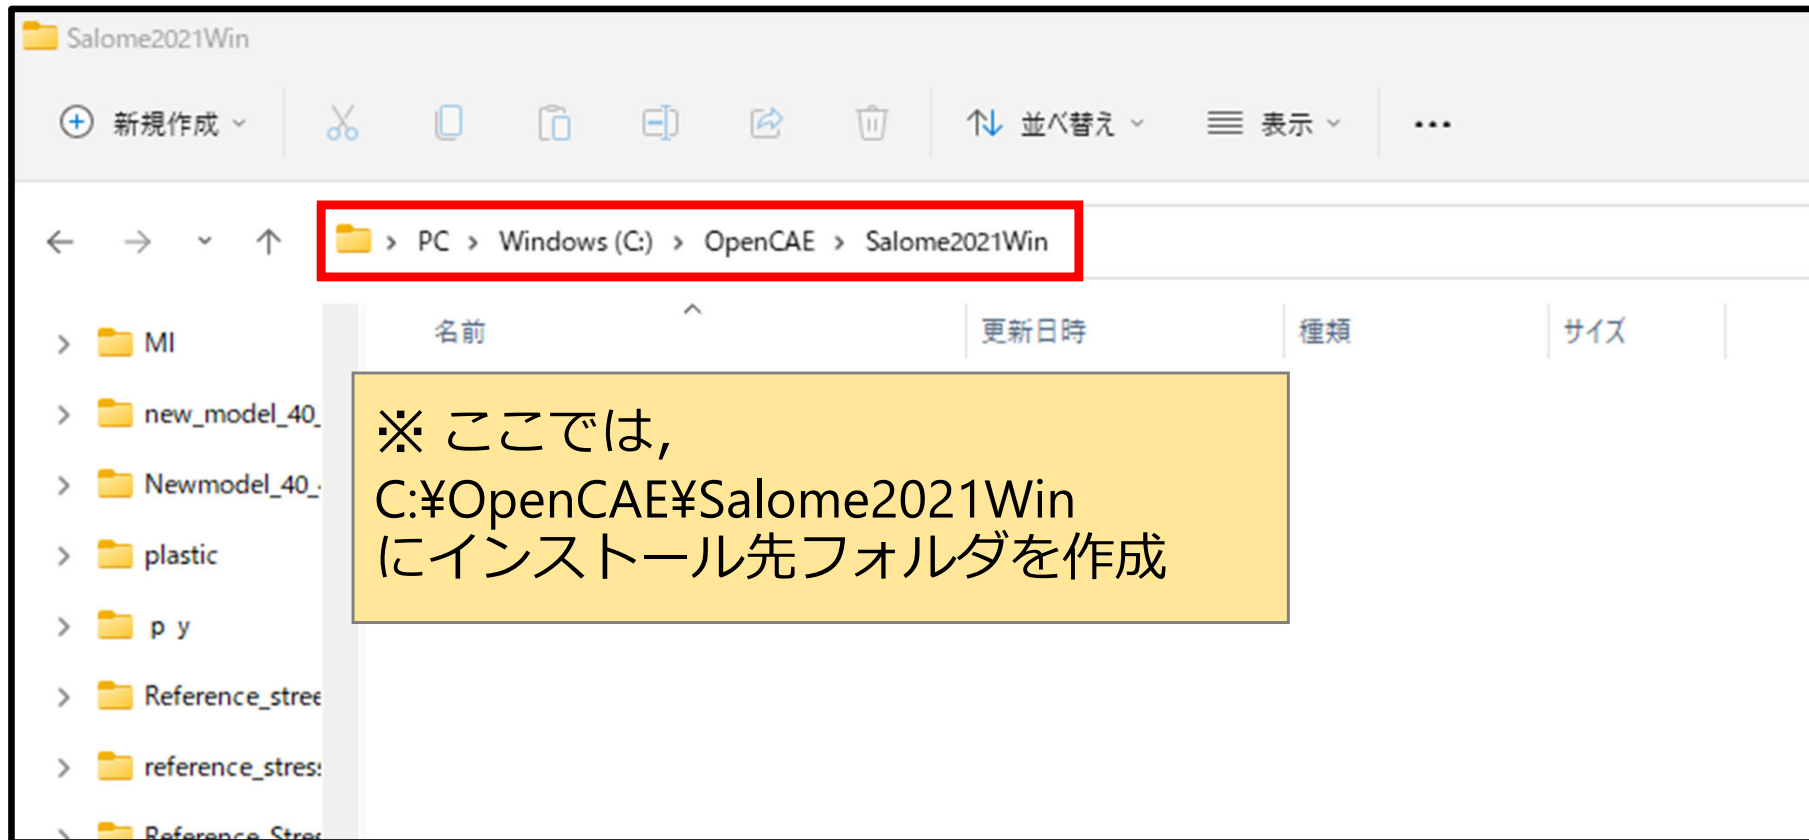 Salome2021Win
新規作成
並べ替え
表示
PC > Windows (C:) > OpenCAE > Salome2021Win
名前
更新日時
種類
サイズ
MI
new_model_40_
Newmodel_40_
plastic
ｐｙ
Reference_stree
reference_stress
Reference_Stres
※ ここでは,
C:¥OpenCAE¥Salome2021Win
にインストール先フォルダを作成